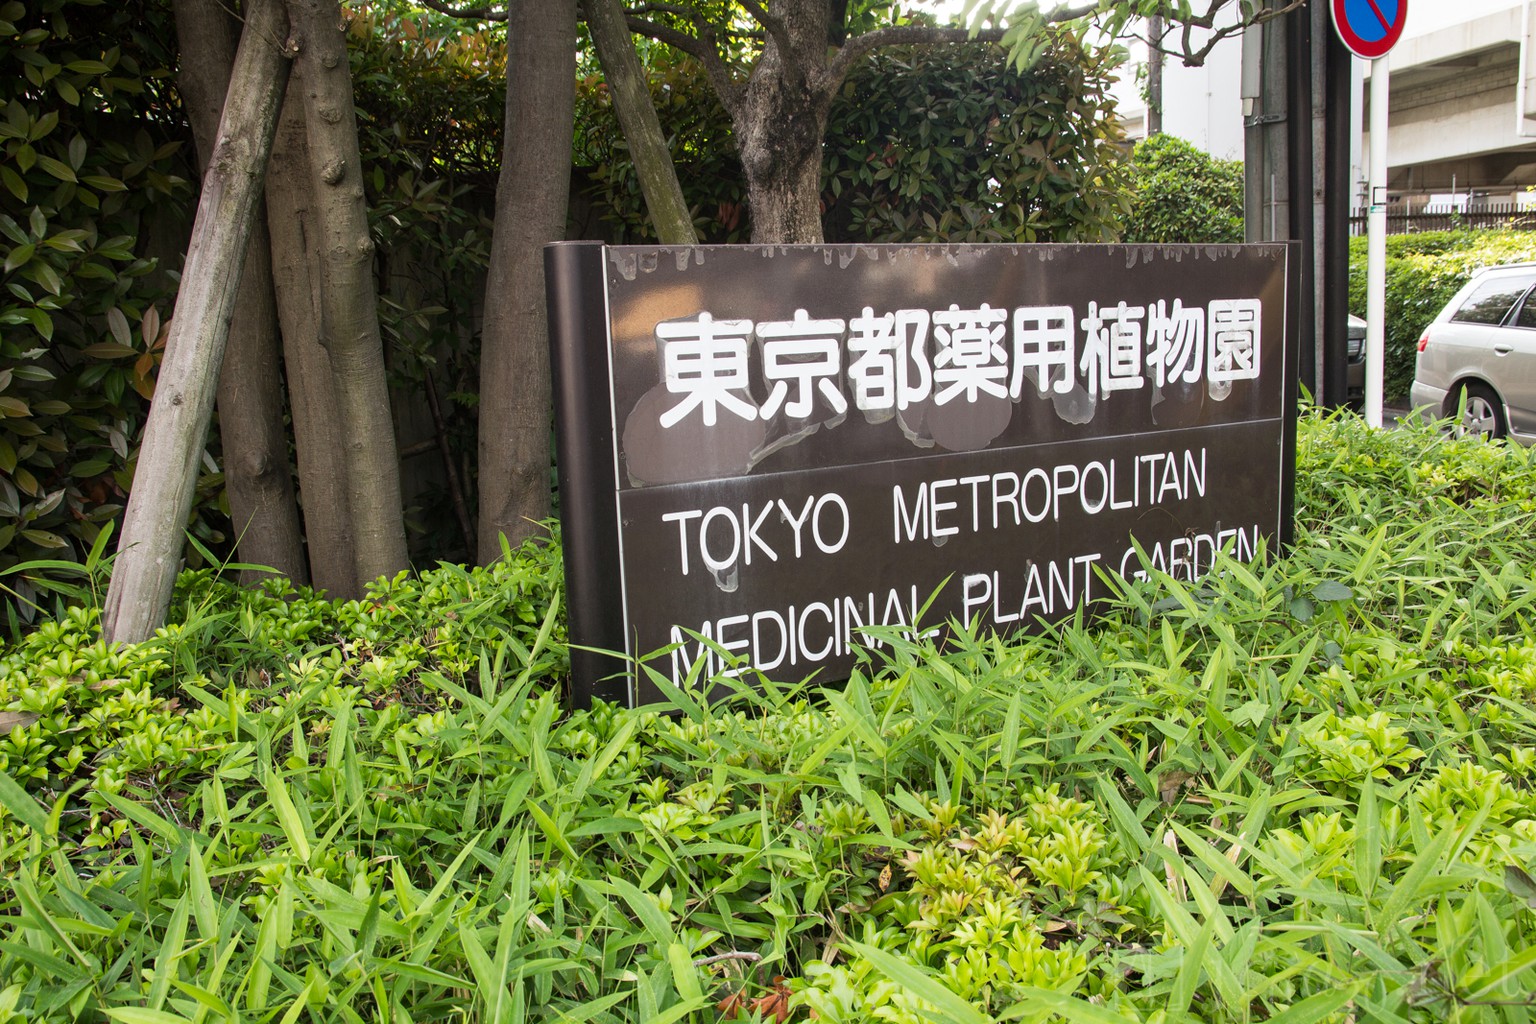 東京都薬用植物園
TOKYO METROPOLITAN
MEDICINAL PLANT GARDEN